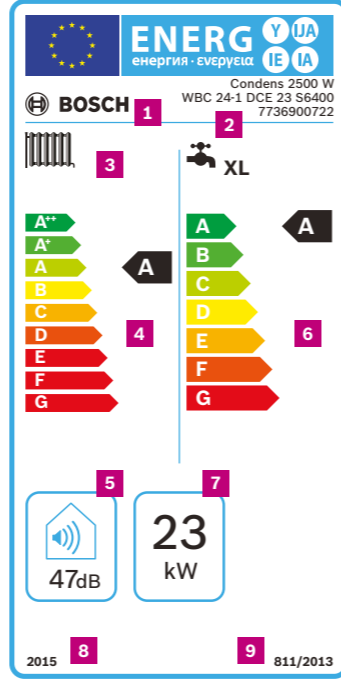 ENERG
енергия · ενεργεια
Y IJA
IE IA
BOSCH
1
Condens 2500 W
WBC 24-1 DCE 23 S6400
7736900722
2
3
XL
A++
A+
A
B
C
D
E
F
G
A
4
A
B
C
D
E
F
G
A
6
5
47dB
7
23
kW
2015
8
9
811/2013